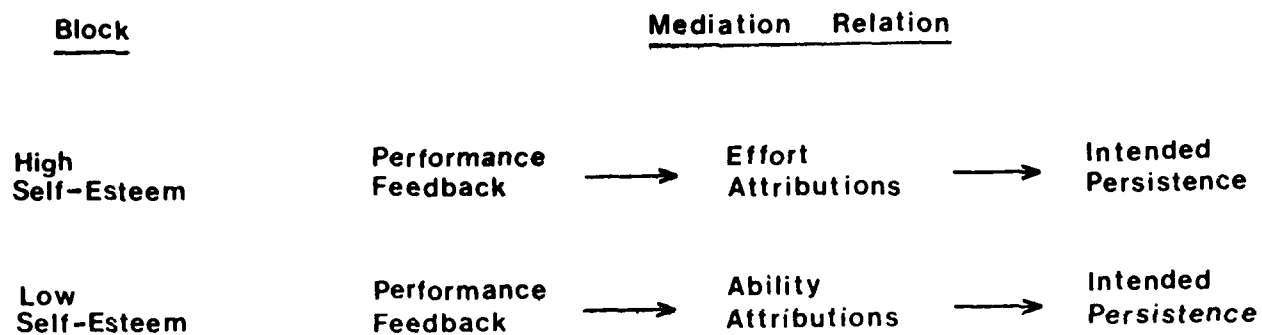 Block Mediation Relation
High Performance Effort Intended
Self-Esteem Feedback Attributions Persistence
Low Performance Ability Intended
Self-Esteem Feedback Attributions Persistence